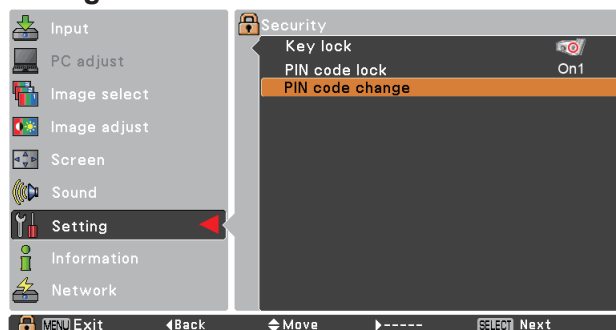 Input
PC adjust
Image select
Image adjust
Screen
Sound
Setting
Information
Network
Security
Key lock
PIN code lock On1
PIN code change
MENU Exit Back Move ----- SELECT Next